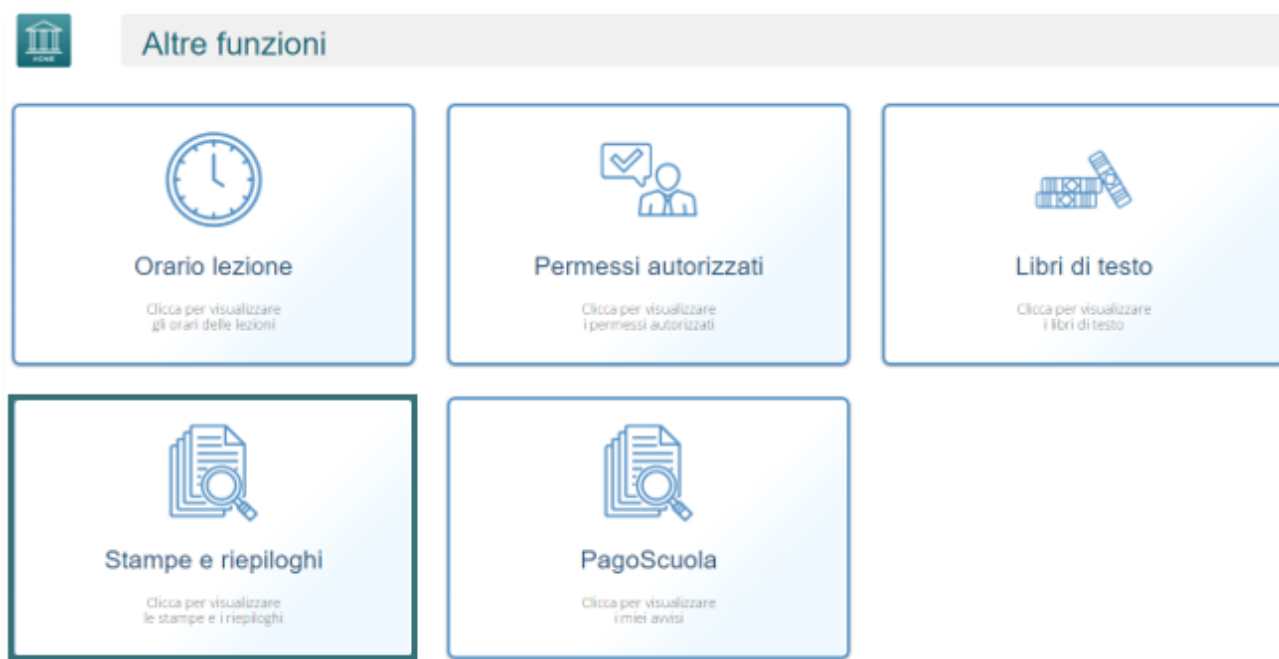 HOME
Altre funzioni
Orario lezione
Clicca per visualizzare
gli orari delle lezioni
Permessi autorizzati
Clicca per visualizzare
i permessi autorizzati
Libri di testo
Clicca per visualizzare
i libri di testo
Stampe e riepiloghi
Clicca per visualizzare
le stampe e i riepiloghi
PagoScuola
Clicca per visualizzare
i miei avvisi